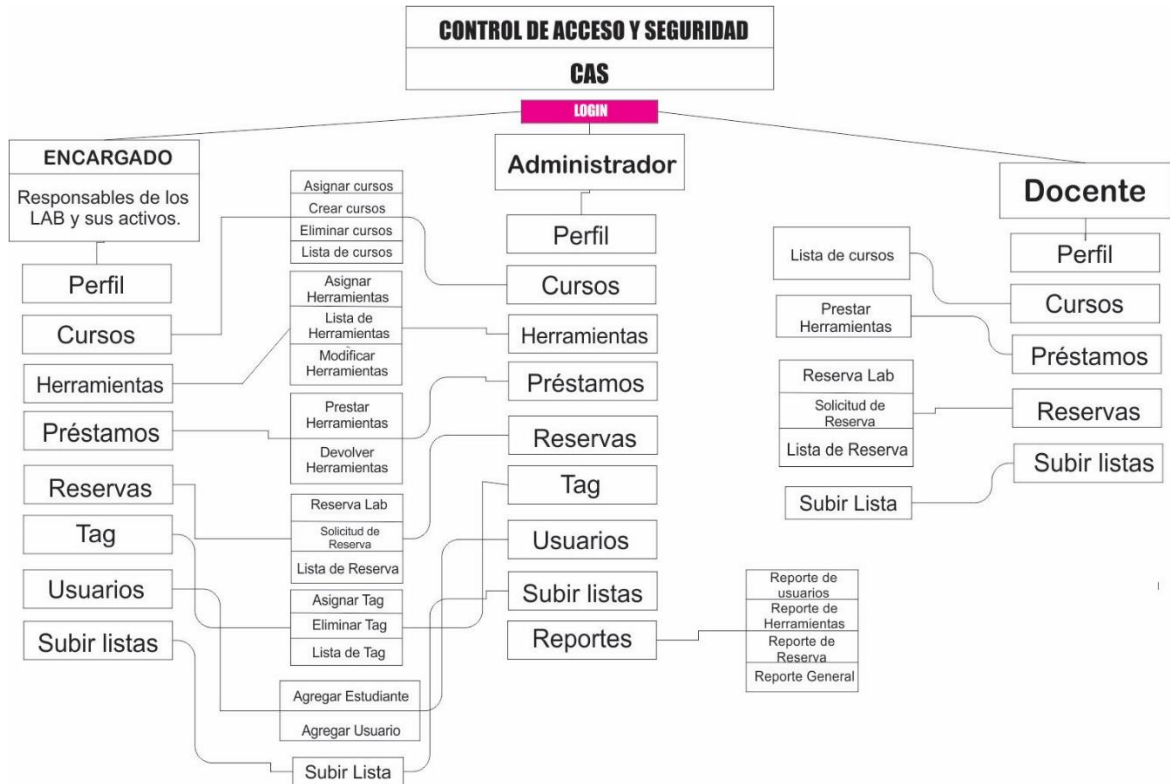 CONTROL DE ACCESO Y SEGURIDAD
CAS
LOGIN
ENCARGADO
Responsables de los
LAB y sus activos.
Perfil
Cursos
Herramientas
Préstamos
Reservas
Tag
Usuarios
Subir listas
Asignar cursos
Crear cursos
Eliminar cursos
Lista de cursos
Asignar
Herramientas
Lista de
Herramientas
Modificar
Herramientas
Prestar
Herramientas
Devolver
Herramientas
Reserva Lab
Solicitud de
Reserva
Lista de Reserva
Asignar Tag
Eliminar Tag
Lista de Tag
Agregar Estudiante
Agregar Usuario
Subir Lista
Administrador
Perfil
Cursos
Herramientas
Préstamos
Reservas
Tag
Usuarios
Subir listas
Reportes
Reporte de
usuarios
Reporte de
Herramientas
Reporte de
Reserva
Reporte General
Lista de cursos
Prestar
Herramientas
Reserva Lab
Solicitud de
Reserva
Lista de Reserva
Subir Lista
Docente
Perfil
Cursos
Préstamos
Reservas
Subir listas